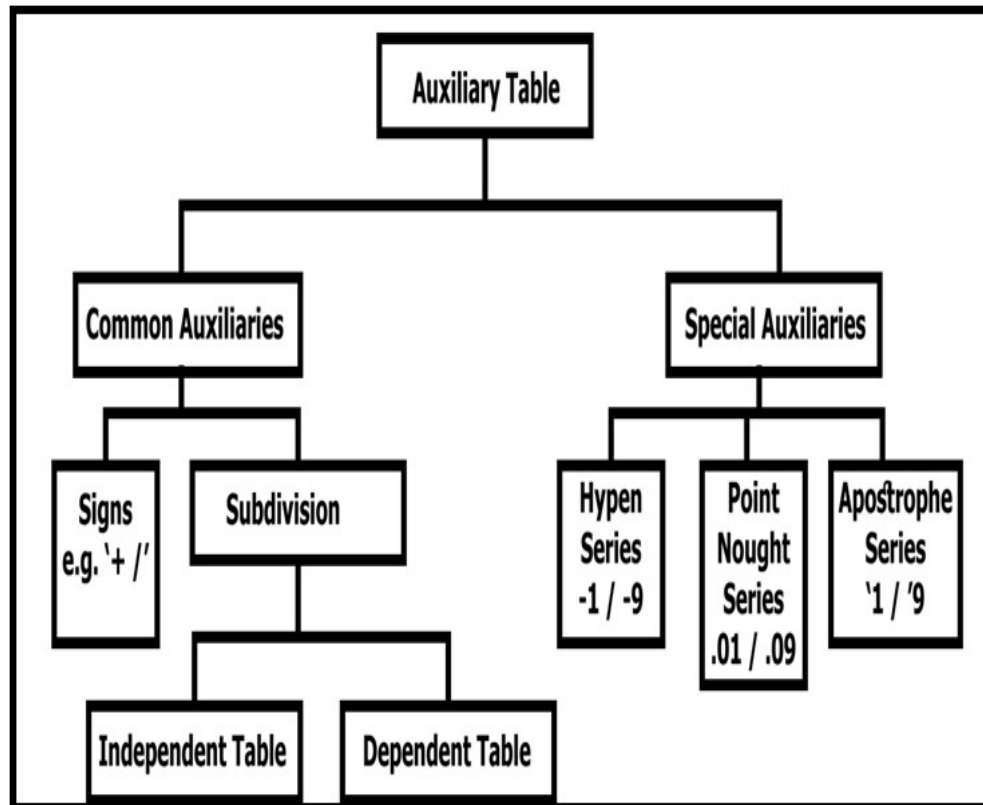 Auxiliary Table
Common Auxiliaries
Special Auxiliaries
Signs
e.g. ‘+ /’
Subdivision
Hypen
Series
-1 / -9
Point
Nought
Series
.01 / .09
Apostrophe
Series
‘1 / ’9
Independent Table
Dependent Table